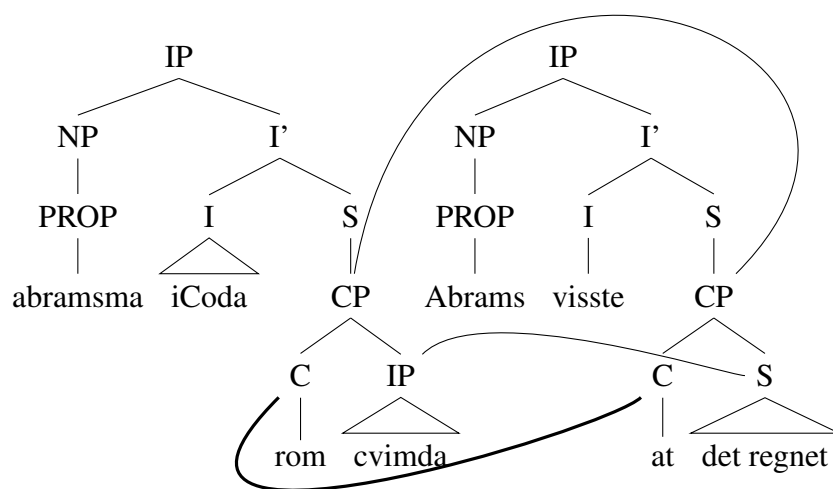 IP IP
NP I’ NP I’
PROP I S PROP I S
abramsma iCoda CP Abrams visste CP
C IP C S
rom cvimda at det regnet